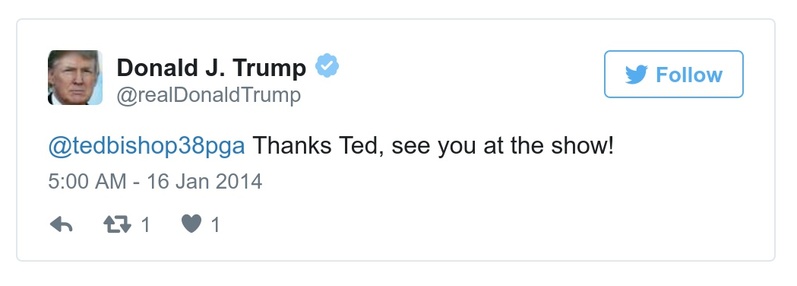 Donald J. Trump
@realDonaldTrump
Follow
@tedbishop38pga Thanks Ted, see you at the show!
5:00 AM - 16 Jan 2014
1 1